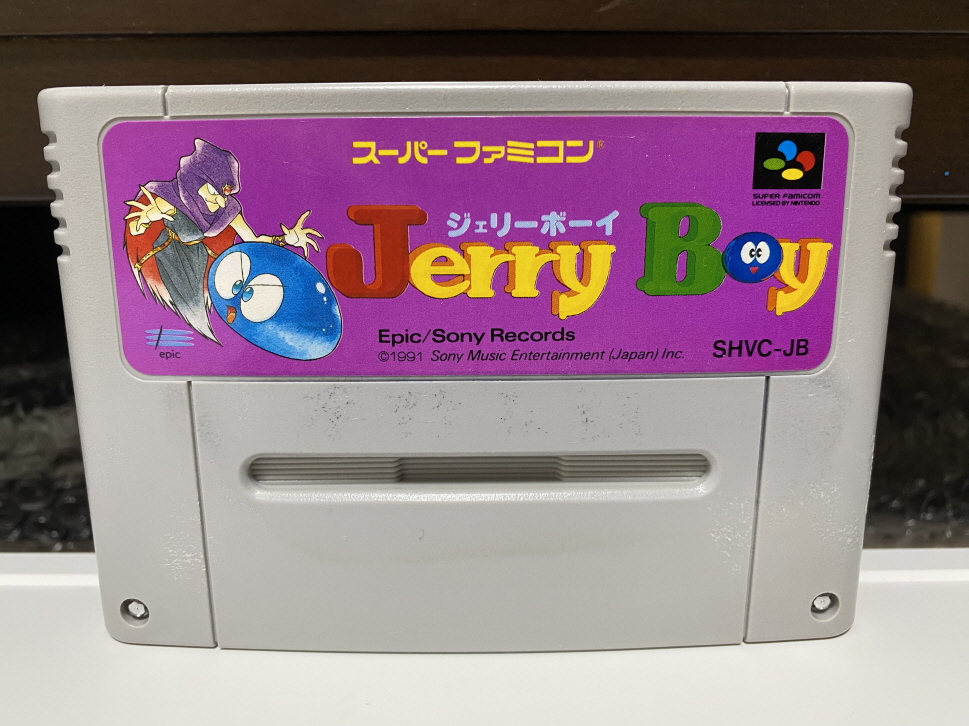 スーパーファミコン®
SUPER FAMICOM
LICENSED BY NINTENDO
ジェリーボーイ
Jerry Boy
Epic/Sony Records
©1991 Sony Music Entertainment (Japan) Inc.
SHVC-JB
epic